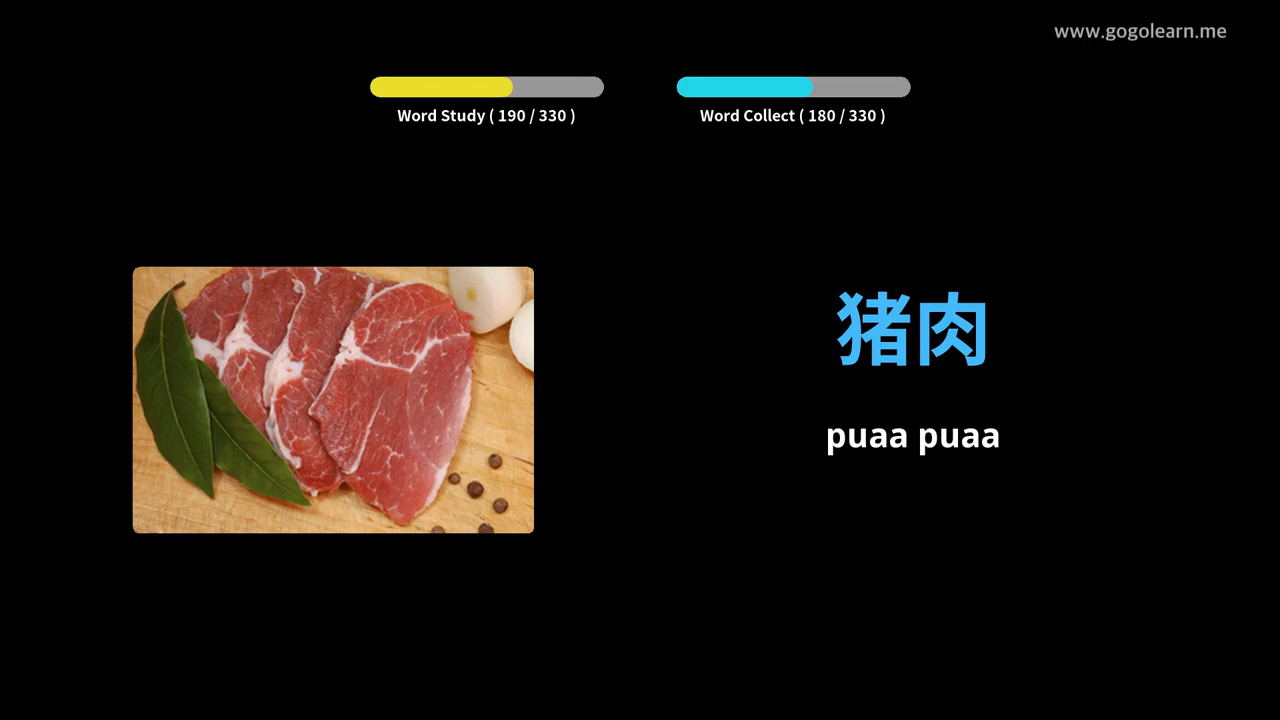 www.gogolearn.me
Word Study ( 190 / 330 )
Word Collect ( 180 / 330 )
猪肉
puaa puaa